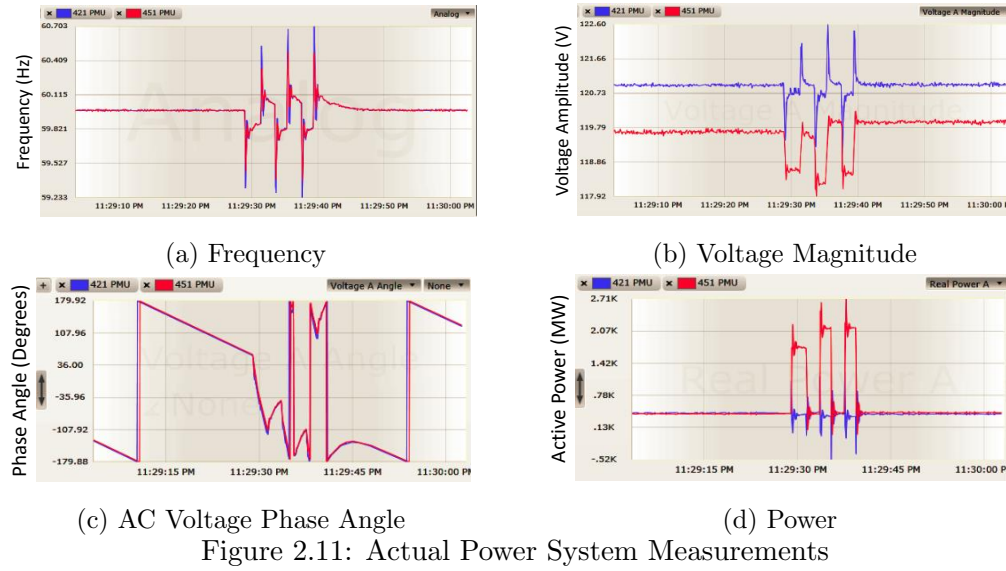 421 PMU 451 PMU Analog
Frequency (Hz)
60.703
60.409
60.115
59.821
59.527
59.233
Analog
11:29:10 PM 11:29:20 PM 11:29:30 PM 11:29:40 PM 11:29:50 PM 11:30:00 PM
(a) Frequency
421 PMU 451 PMU Voltage A Magnitude
Voltage Amplitude (V)
122.60
121.66
120.73
119.79
118.86
117.92
Voltage A Magnitude
11:29:10 PM 11:29:20 PM 11:29:30 PM 11:29:40 PM 11:29:50 PM 11:30:00 P
(b) Voltage Magnitude
+ 421 PMU 451 PMU Voltage A Angle None
Phase Angle (Degrees)
179.92
107.96
36.00
-35.96
-107.92
-179.88
Voltage A Angle
None
11:29:15 PM 11:29:30 PM 11:29:45 PM 11:30:00 PM
(c) AC Voltage Phase Angle
421 PMU 451 PMU Real Power A
Active Power (MW)
2.71K
2.07K
1.42K
.78K
-.13K
-.52K
Real Power A
11:29:15 PM 11:29:30 PM 11:29:45 PM 11:30:00 PM
(d) Power
Figure 2.11: Actual Power System Measurements